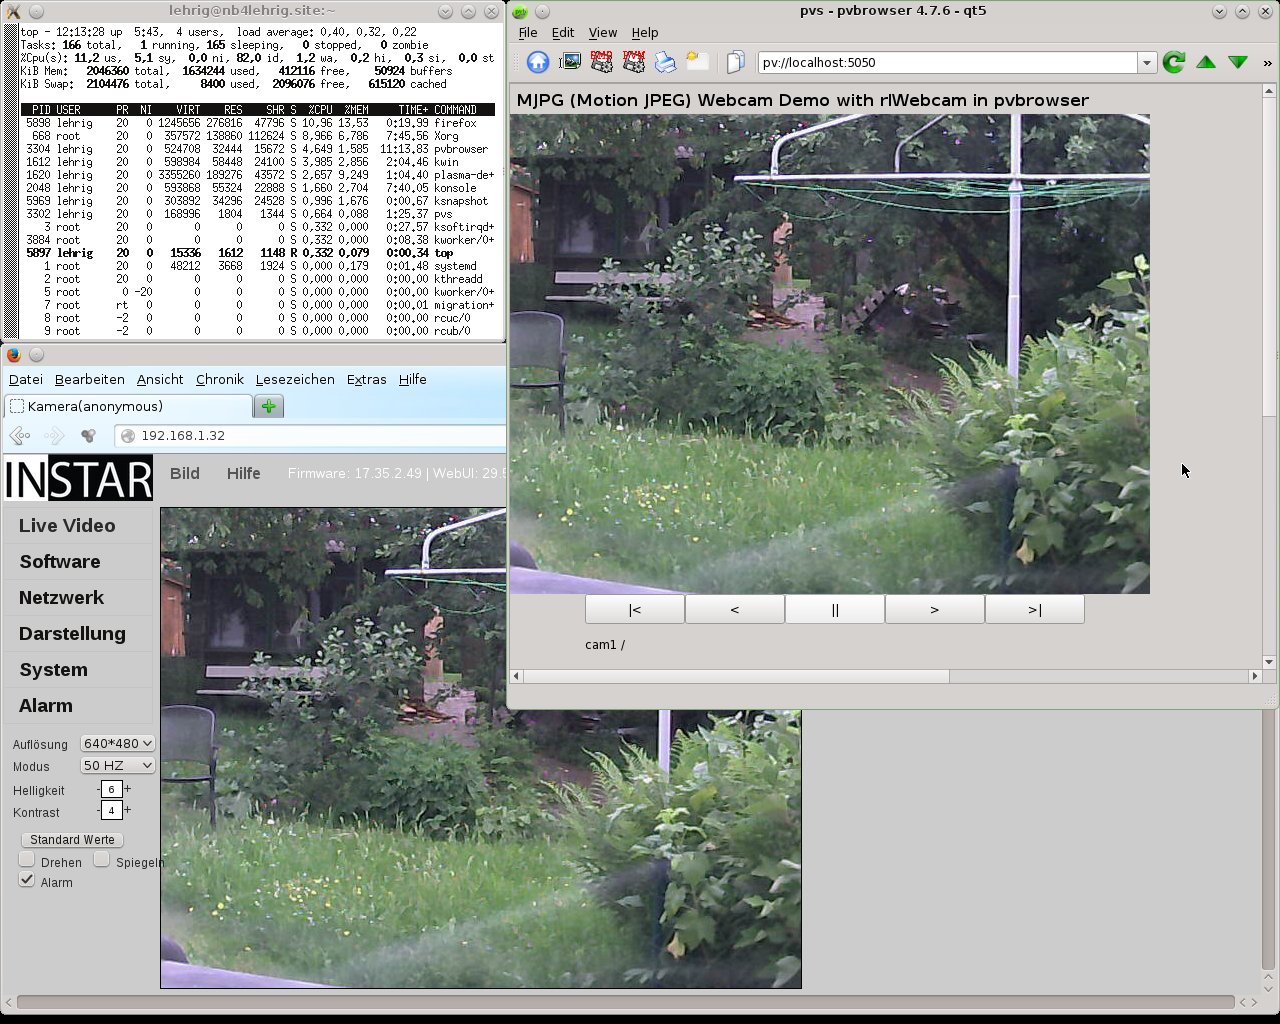 lehrig@nb4lehrig.site:~
top - 12:13:28 up  5:43,  4 users,  load average: 0,40, 0,32, 0,22
Tasks: 166 total,   1 running, 165 sleeping,   0 stopped,   0 zombie
%Cpu(s): 11,2 us,  5,1 sy,  0,0 ni, 82,0 id,  1,2 wa,  0,2 hi,  0,3 si,  0,0 st
KiB Mem:   2046360 total,  1634244 used,   412116 free,    50924 buffers
KiB Swap:  2104476 total,     8400 used,  2096076 free,   615120 cached
PID USER PR NI VIRT RES SHR S %CPU %MEM TIME+ COMMAND
5898 lehrig 20 0 1245656 276816 47796 S 10,96 13,53 0:19.99 firefox
668 root 20 0 357572 138860 112624 S 8,966 6,786 7:45.56 Xorg
3304 lehrig 20 0 524708 32444 15672 S 4,649 1,585 11:13.83 pvbrowser
1612 lehrig 20 0 598984 58448 24100 S 3,985 2,856 2:04.46 kwin
1620 lehrig 20 0 3355260 189276 43572 S 2,657 9,249 1:04.40 plasma-de+
2048 lehrig 20 0 593868 55324 22888 S 1,660 2,704 7:40.05 konsole
5969 lehrig 20 0 303892 34296 24528 S 0,996 1,676 0:00.67 ksnapshot
3302 lehrig 20 0 168996 1804 1344 S 0,664 0,088 1:25.37 pvs
3 root 20 0 0 0 0 S 0,332 0,000 0:27.57 ksoftirqd+
3884 root 20 0 0 0 0 S 0,332 0,000 0:08.38 kworker/0+
5897 lehrig 20 0 15336 1612 1148 R 0,332 0,079 0:00.34 top
1 root 20 0 48212 3668 1924 S 0,000 0,179 0:01.48 systemd
2 root 20 0 0 0 0 S 0,000 0,000 0:00.00 kthreadd
5 root 0 -20 0 0 0 S 0,000 0,000 0:00.00 kworker/0+
7 root rt 0 0 0 0 S 0,000 0,000 0:00.01 migration+
8 root -2 0 0 0 0 S 0,000 0,000 0:00.00 rcuc/0
9 root -2 0 0 0 0 S 0,000 0,000 0:00.00 rcub/0
pvs - pvbrowser 4.7.6 - qt5
File Edit View Help
pv://localhost:5050
MJPG (Motion JPEG) Webcam Demo with rlWebcam in pvbrowser
|< < || > >|
cam1 /
Datei Bearbeiten Ansicht Chronik Lesezeichen Extras Hilfe
Kamera(anonymous)
192.168.1.32
INSTAR Bild Hilfe Firmware: 17.35.2.49 | WebUI: 29.5
Live Video
Software
Netzwerk
Darstellung
System
Alarm
Auflösung 640*480
Modus 50 HZ
Helligkeit - 6 +
Kontrast - 4 +
Standard Werte
Drehen Spiegeln
Alarm